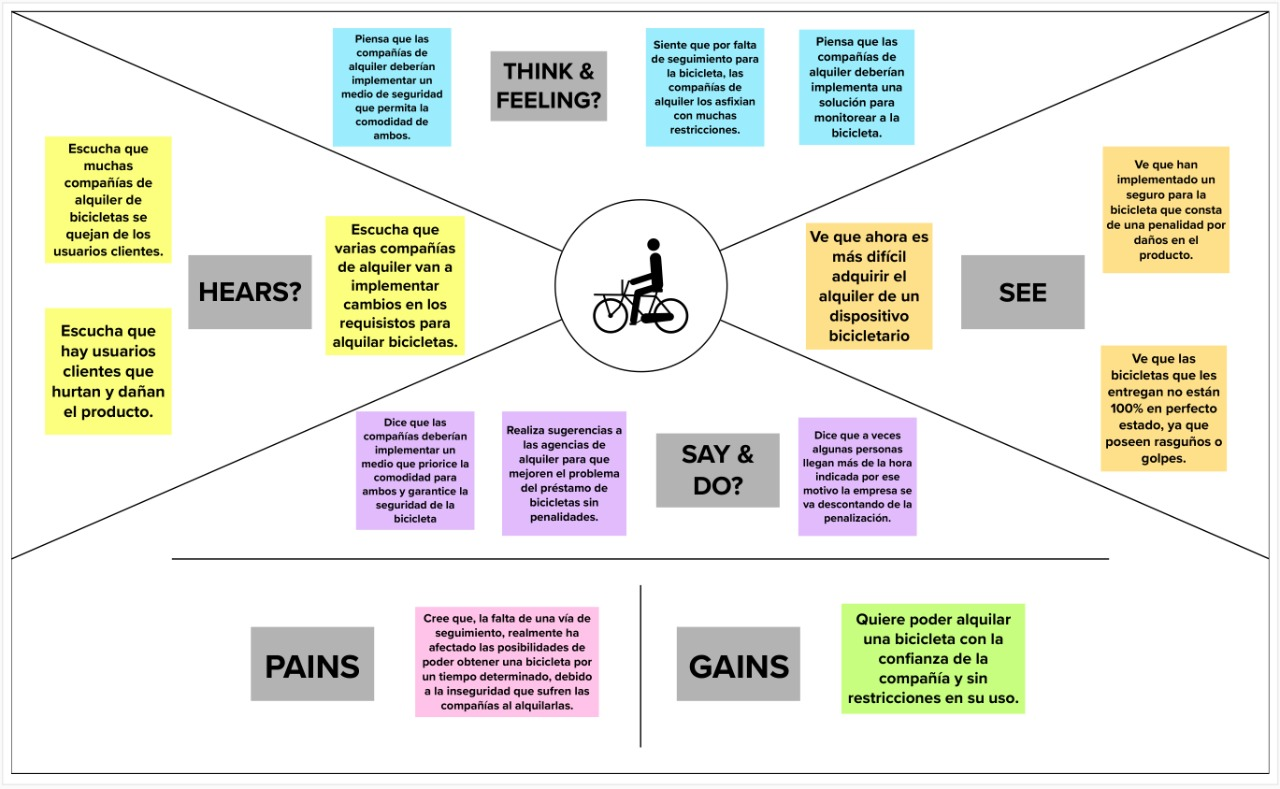 Piensa que las
compañías de
alquiler deberían
implementar un
medio de seguridad
que permita la
comodidad de
ambos.
THINK &
FEELING?
Siente que por falta
de seguimiento para
la bicicleta, las
compañías de
alquiler los asfixian
con muchas
restricciones.
Piensa que las
compañías de
alquiler deberían
implementa una
solución para
monitorear a la
bicicleta.
Escucha que
muchas
compañías de
alquiler de
bicicletas se
quejan de los
usuarios clientes.
HEARS?
Escucha que
varias compañías
de alquiler van a
implementar
cambios en los
requisistos para
alquilar bicicletas.
Escucha que
hay usuarios
clientes que
hurtan y dañan
el producto.
Ve que ahora es
más difícil
adquirir el
alquiler de un
dispositivo
bicicletario
SEE
Ve que han
implementado un
seguro para la
bicicleta que consta
de una penalidad por
daños en el
producto.
Ve que las
bicicletas que les
entregan no están
100% en perfecto
estado, ya que
poseen rasguños o
golpes.
Dice que las
compañías deberían
implementar un
medio que priorice la
comodidad para
ambos y garantice la
seguridad de la
bicicleta
Realiza sugerencias a
las agencias de
alquiler para que
mejoren el problema
del préstamo de
bicicletas sin
penalidades.
SAY &
DO?
Dice que a veces
algunas personas
llegan más de la hora
indicada por ese
motivo la empresa se
va descontando de la
penalización.
PAINS
Cree que, la falta de una vía de
seguimiento, realmente ha
afectado las posibilidades de
poder obtener una bicicleta por
un tiempo determinado, debido
a la inseguridad que sufren las
compañías al alquilarlas.
GAINS
Quiere poder alquilar
una bicicleta con la
confianza de la
compañía y sin
restricciones en su uso.